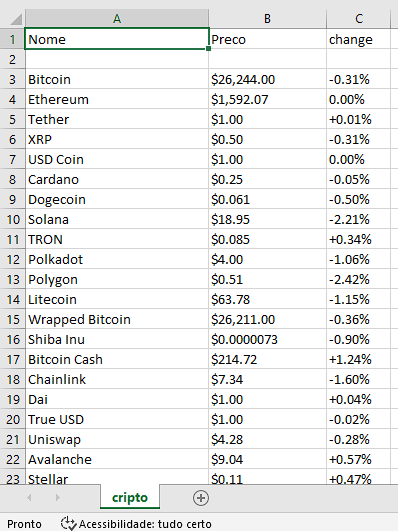 A B C
1 Nome Preco change
2
3 Bitcoin $26,244.00 -0.31%
4 Ethereum $1,592.07 0.00%
5 Tether $1.00 +0.01%
6 XRP $0.50 -0.31%
7 USD Coin $1.00 0.00%
8 Cardano $0.25 -0.05%
9 Dogecoin $0.061 -0.50%
10 Solana $18.95 -2.21%
11 TRON $0.085 +0.34%
12 Polkadot $4.00 -1.06%
13 Polygon $0.51 -2.42%
14 Litecoin $63.78 -1.15%
15 Wrapped Bitcoin $26,211.00 -0.36%
16 Shiba Inu $0.0000073 -0.90%
17 Bitcoin Cash $214.72 +1.24%
18 Chainlink $7.34 -1.60%
19 Dai $1.00 +0.04%
20 True USD $1.00 -0.02%
21 Uniswap $4.28 -0.28%
22 Avalanche $9.04 +0.57%
23 Stellar $0.11 +0.47%
cripto
Pronto Acessibilidade: tudo certo